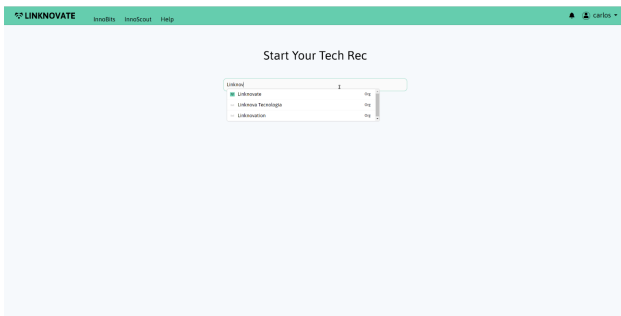 LINKNOVATE InnoBits InnoScout Help carlos
Start Your Tech Rec
Linknov
Linknovate Org
Linknova Tecnologia Org
Linknovation Org